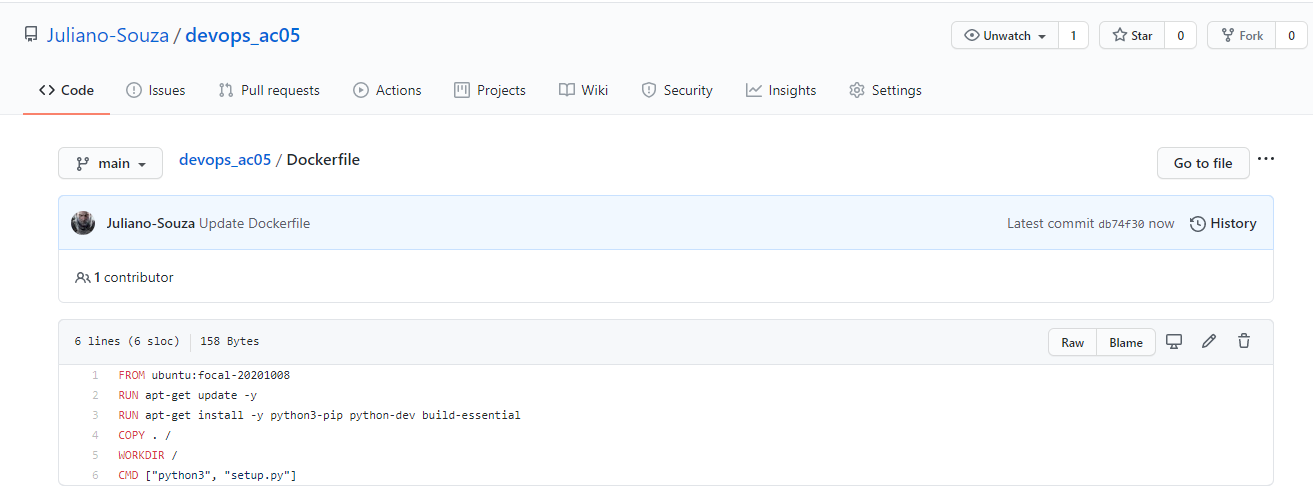 Juliano-Souza / devops_ac05
Unwatch 1 Star 0 Fork 0
Code Issues Pull requests Actions Projects Wiki Security Insights Settings
main devops_ac05 / Dockerfile Go to file ...
Juliano-Souza Update Dockerfile Latest commit db74f30 now History
1 contributor
6 lines (6 sloc) 158 Bytes Raw Blame
1 FROM ubuntu:focal-20201008
2 RUN apt-get update -y
3 RUN apt-get install -y python3-pip python-dev build-essential
4 COPY . /
5 WORKDIR /
6 CMD ["python3", "setup.py"]